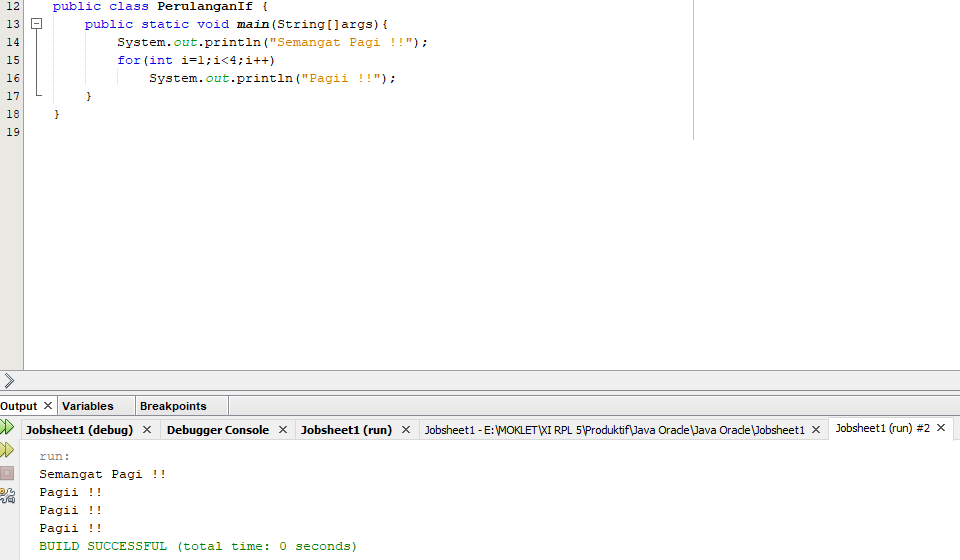 12 public class PerulanganIf {
13 public static void main(String[]args){
14 System.out.println("Semangat Pagi !!");
15 for(int i=1;i<4;i++)
16 System.out.println("Pagii !!");
17 }
18 }
19
Output × Variables Breakpoints
Jobsheet1 (debug) × Debugger Console × Jobsheet1 (run) × Jobsheet1 - E:\MOKLET\XI RPL 5\Produktif\Java Oracle\Java Oracle\Jobsheet1 × Jobsheet1 (run) #2 ×
run:
Semangat Pagi !!
Pagii !!
Pagii !!
Pagii !!
BUILD SUCCESSFUL (total time: 0 seconds)